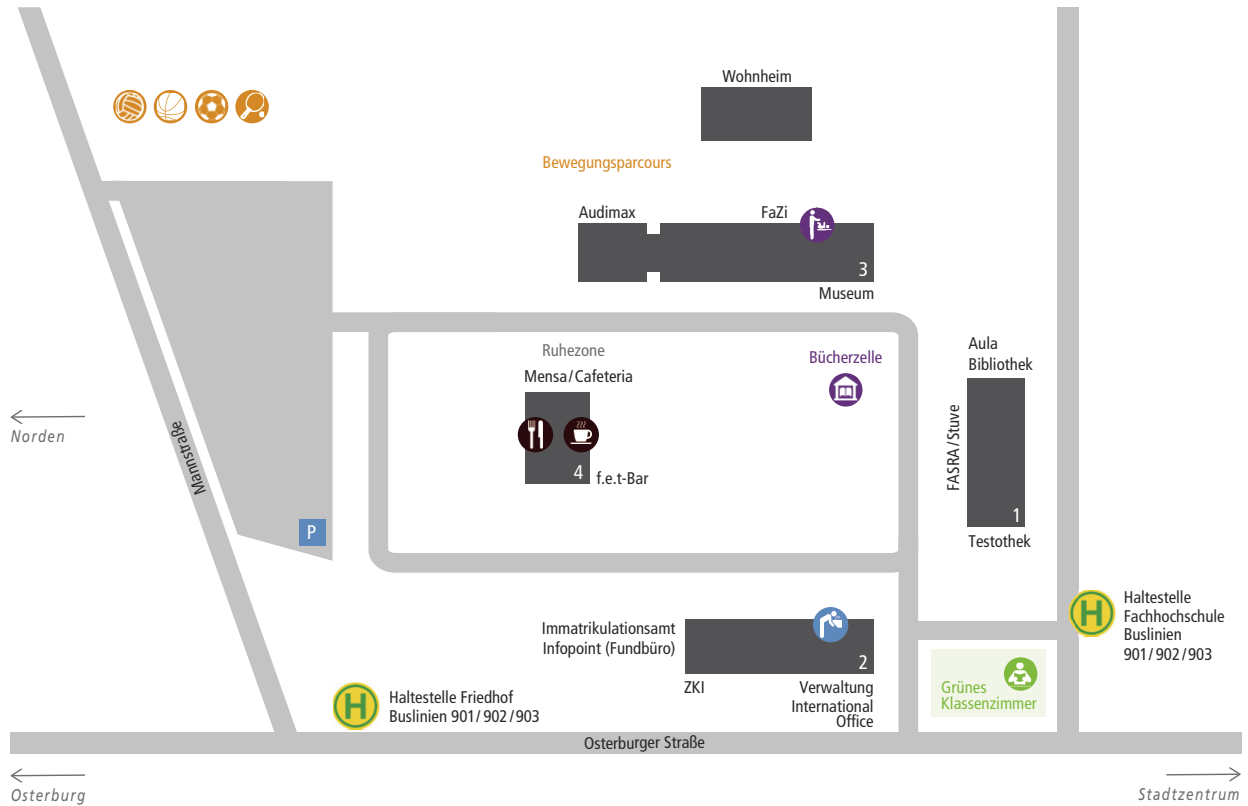 Wohnheim
Bewegungsparcours
Audimax
FaZi
3
Museum
Ruhezone
Mensa/Cafeteria
4
f.e.t-Bar
Bücherzelle
Aula
Bibliothek
FASRA/Stuve
1
Testothek
Norden
Mannstraße
P
H
Haltestelle
Fachhochschule
Buslinien
901/902/903
Immatrikulationsamt
Infopoint (Fundbüro)
2
ZKI
Verwaltung
International
Office
Grünes
Klassenzimmer
H
Haltestelle Friedhof
Buslinien 901/902/903
Osterburger Straße
Osterburg
Stadtzentrum